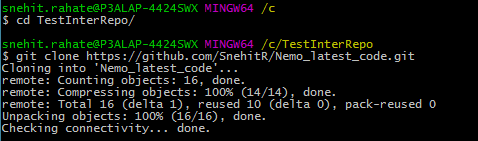 snehit.rahate@P3ALAP-4424SWX MINGW64 /c
$ cd TestInterRepo/
snehit.rahate@P3ALAP-4424SWX MINGW64 /c/TestInterRepo
$ git clone https://github.com/SnehitR/Nemo_latest_code.git
Cloning into 'Nemo_latest_code'...
remote: Counting objects: 16, done.
remote: Compressing objects: 100% (14/14), done.
remote: Total 16 (delta 1), reused 10 (delta 0), pack-reused 0
Unpacking objects: 100% (16/16), done.
Checking connectivity... done.